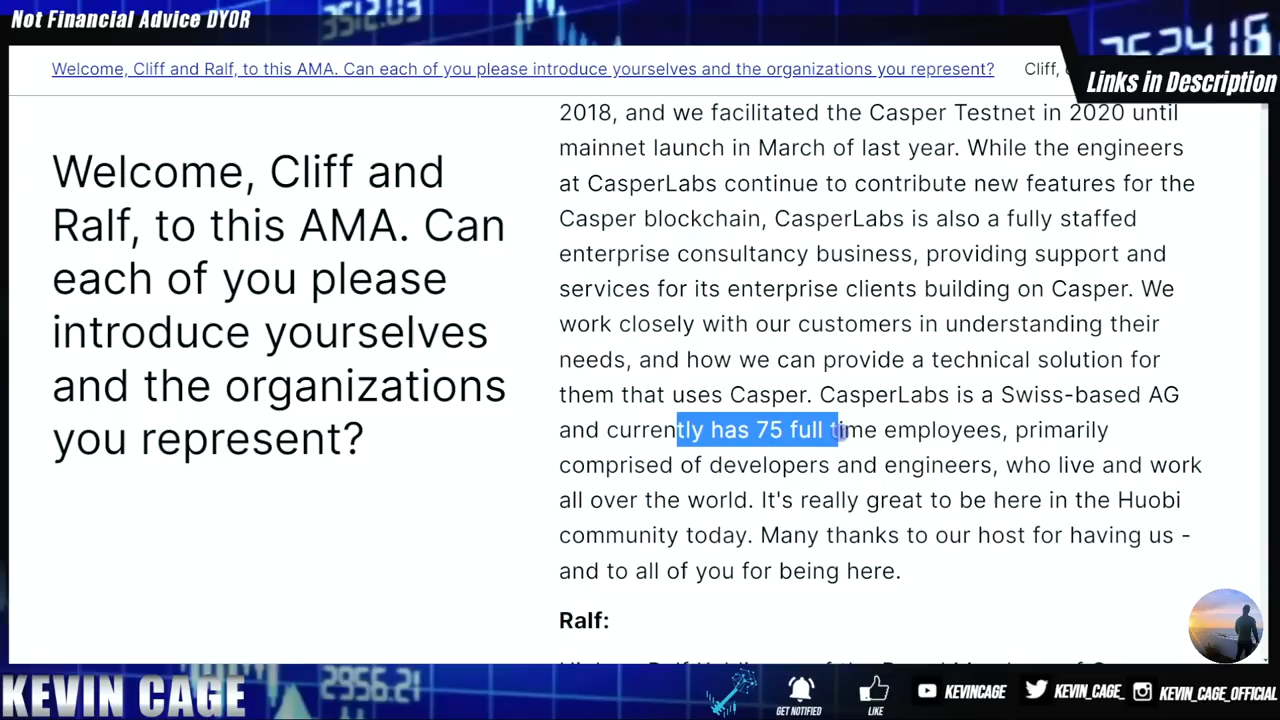 Not Financial Advice DYOR
3512.03
3524.16
Welcome, Cliff and Ralf, to this AMA. Can each of you please introduce yourselves and the organizations you represent?
Cliff,
Links in Description
Welcome, Cliff and
Ralf, to this AMA. Can
each of you please
introduce yourselves
and the organizations
you represent?
2018, and we facilitated the Casper Testnet in 2020 until
mainnet launch in March of last year. While the engineers
at CasperLabs continue to contribute new features for the
Casper blockchain, CasperLabs is also a fully staffed
enterprise consultancy business, providing support and
services for its enterprise clients building on Casper. We
work closely with our customers in understanding their
needs, and how we can provide a technical solution for
them that uses Casper. CasperLabs is a Swiss-based AG
and currently has 75 full time employees, primarily
comprised of developers and engineers, who live and work
all over the world. It's really great to be here in the Huobi
community today. Many thanks to our host for having us -
and to all of you for being here.
Ralf:
KEVIN CAGE
2956.21
GET NOTIFIED
LIKE
KEVINCAGE
KEVIN_CAGE_
KEVIN_CAGE_OFFICIAL